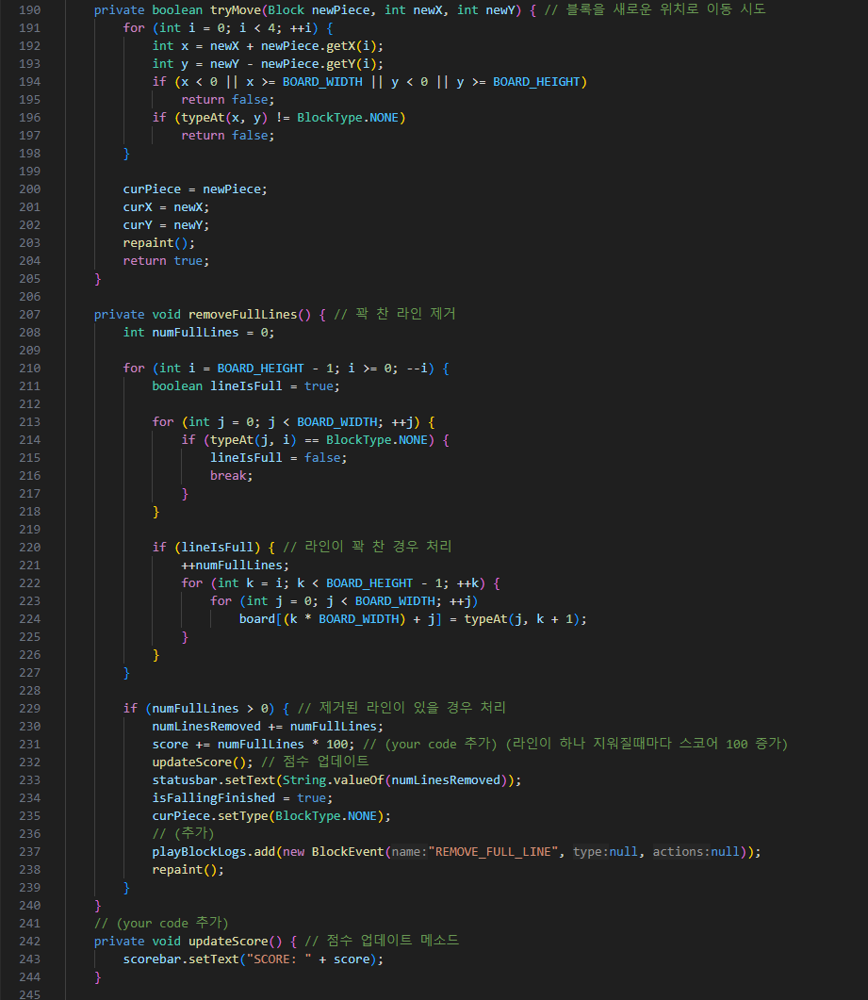 190 private boolean tryMove(Block newPiece, int newX, int newY) { // 블록을 새로운 위치로 이동 시도
191 for (int i = 0; i < 4; ++i) {
192 int x = newX + newPiece.getX(i);
193 int y = newY - newPiece.getY(i);
194 if (x < 0 || x >= BOARD_WIDTH || y < 0 || y >= BOARD_HEIGHT)
195 return false;
196 if (typeAt(x, y) != BlockType.NONE)
197 return false;
198 }
199
200 curPiece = newPiece;
201 curX = newX;
202 curY = newY;
203 repaint();
204 return true;
205 }
206
207 private void removeFullLines() { // 꽉 찬 라인 제거
208 int numFullLines = 0;
209
210 for (int i = BOARD_HEIGHT - 1; i >= 0; --i) {
211 boolean lineIsFull = true;
212
213 for (int j = 0; j < BOARD_WIDTH; ++j) {
214 if (typeAt(j, i) == BlockType.NONE) {
215 lineIsFull = false;
216 break;
217 }
218 }
219
220 if (lineIsFull) { // 라인이 꽉 찬 경우 처리
221 ++numFullLines;
222 for (int k = i; k < BOARD_HEIGHT - 1; ++k) {
223 for (int j = 0; j < BOARD_WIDTH; ++j)
224 board[(k * BOARD_WIDTH) + j] = typeAt(j, k + 1);
225 }
226 }
227 }
228
229 if (numFullLines > 0) { // 제거된 라인이 있을 경우 처리
230 numLinesRemoved += numFullLines;
231 score += numFullLines * 100; // (your code 추가) (라인이 하나 지워질때마다 스코어 100 증가)
232 updateScore(); // 점수 업데이트
233 statusbar.setText(String.valueOf(numLinesRemoved));
234 isFallingFinished = true;
235 curPiece.setType(BlockType.NONE);
236 // (추가)
237 playBlockLogs.add(new BlockEvent(name:"REMOVE_FULL_LINE", type:null, actions:null));
238 repaint();
239 }
240 }
241 // (your code 추가)
242 private void updateScore() { // 점수 업데이트 메소드
243 scorebar.setText("SCORE: " + score);
244 }
245